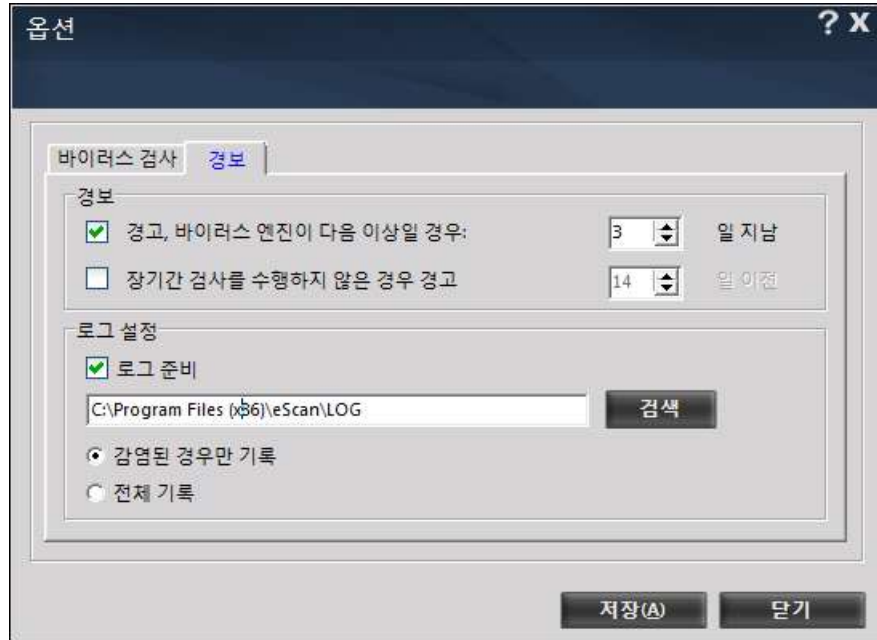 옵션 ? X
바이러스 검사 경보
경보
경고, 바이러스 엔진이 다음 이상일 경우: 3 일 지남
장기간 검사를 수행하지 않은 경우 경고 14 일 이전
로그 설정
로그 준비
C:\Program Files (x86)\eScan\LOG 검색
감염된 경우만 기록
전체 기록
저장(A) 닫기